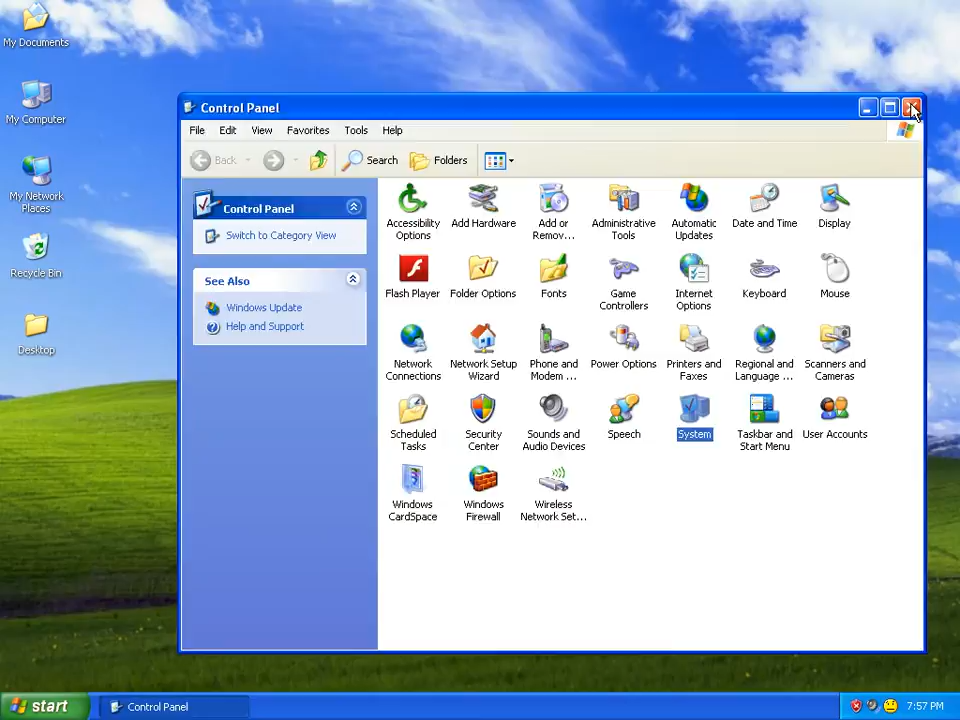 My Documents
My Computer
My Network
Places
Recycle Bin
Desktop
Control Panel
File Edit View Favorites Tools Help
Back Search Folders
Control Panel
Switch to Category View
See Also
Windows Update
Help and Support
Accessibility
Options
Add Hardware
Add or
Remov...
Administrative
Tools
Automatic
Updates
Date and Time
Display
Flash Player
Folder Options
Fonts
Game
Controllers
Internet
Options
Keyboard
Mouse
Network
Connections
Network Setup
Wizard
Phone and
Modem ...
Power Options
Printers and
Faxes
Regional and
Language ...
Scanners and
Cameras
Scheduled
Tasks
Security
Center
Sounds and
Audio Devices
Speech
System
Taskbar and
Start Menu
User Accounts
Windows
CardSpace
Windows
Firewall
Wireless
Network Set...
start
Control Panel
7:57 PM